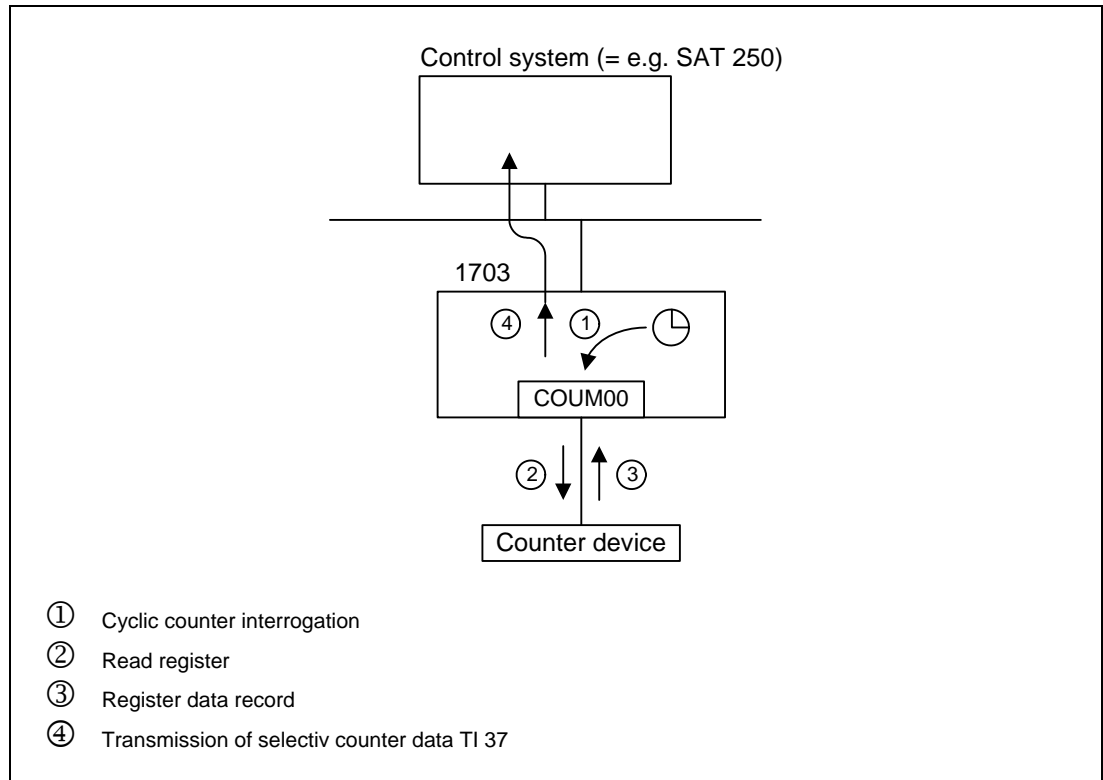 Control system (= e.g. SAT 250)
1703
④ ①
COUM00
② ③
Counter device
① Cyclic counter interrogation
② Read register
③ Register data record
④ Transmission of selectiv counter data TI 37